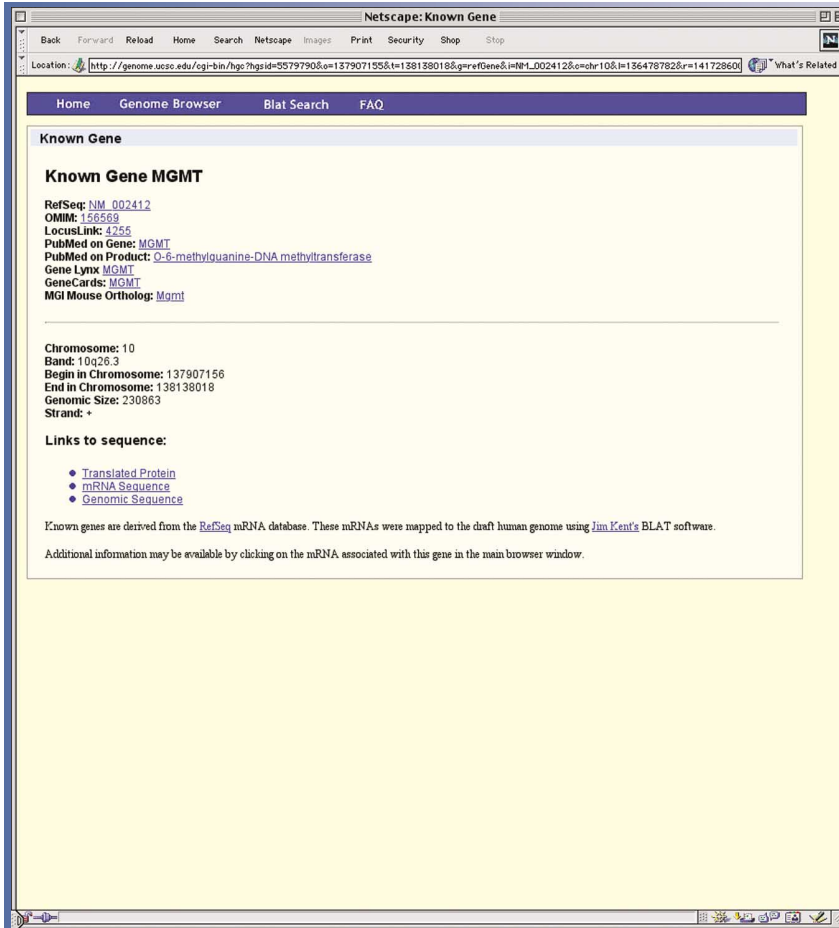 Netscape: Known Gene
Back Forward Reload Home Search Netscape Images Print Security Shop Stop
Location: http://genome.ucsc.edu/cgi-bin/hgc?hgsid=5579790&o=137907155&t=138138018&g=refGene&i=NM_002412&c=chr10&l=136478782&r=141728600 What's Related
Home Genome Browser Blat Search FAQ
Known Gene
Known Gene MGMT
RefSeq: NM_002412
OMIM: 156569
LocusLink: 4255
PubMed on Gene: MGMT
PubMed on Product: O-6-methylguanine-DNA methyltransferase
Gene Lynx MGMT
GeneCards: MGMT
MGI Mouse Ortholog: Mgmt
Chromosome: 10
Band: 10q26.3
Begin in Chromosome: 137907156
End in Chromosome: 138138018
Genomic Size: 230863
Strand: +
Links to sequence:
Translated Protein
mRNA Sequence
Genomic Sequence
Known genes are derived from the RefSeq mRNA database. These mRNAs were mapped to the draft human genome using Jim Kent's BLAT software.
Additional information may be available by clicking on the mRNA associated with this gene in the main browser window.